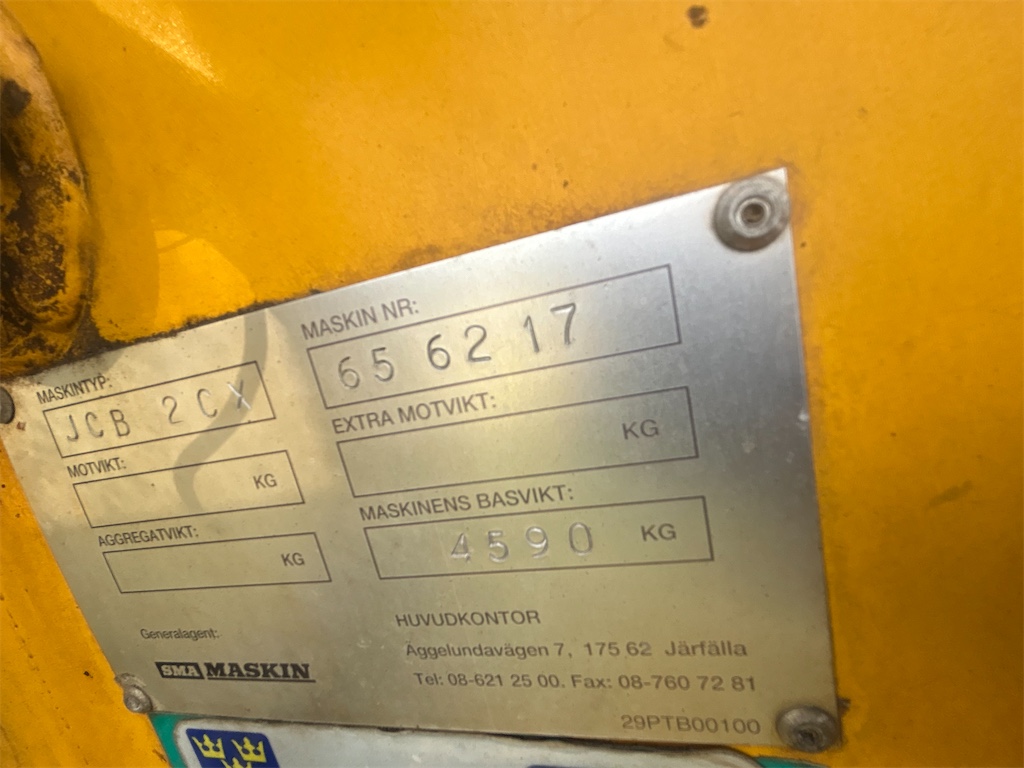 MASKINTYP:
JCB 2CX
MASKIN NR:
65 62 17
MOTVIKT:
KG
EXTRA MOTVIKT:
KG
AGGREGATVIKT:
KG
MASKINENS BASVIKT:
4590 KG
Generalagent:
SMA MASKIN
HUVUDKONTOR
Äggelundavägen 7, 175 62 Järfälla
Tel: 08-621 25 00. Fax: 08-760 72 81
29PTB00100